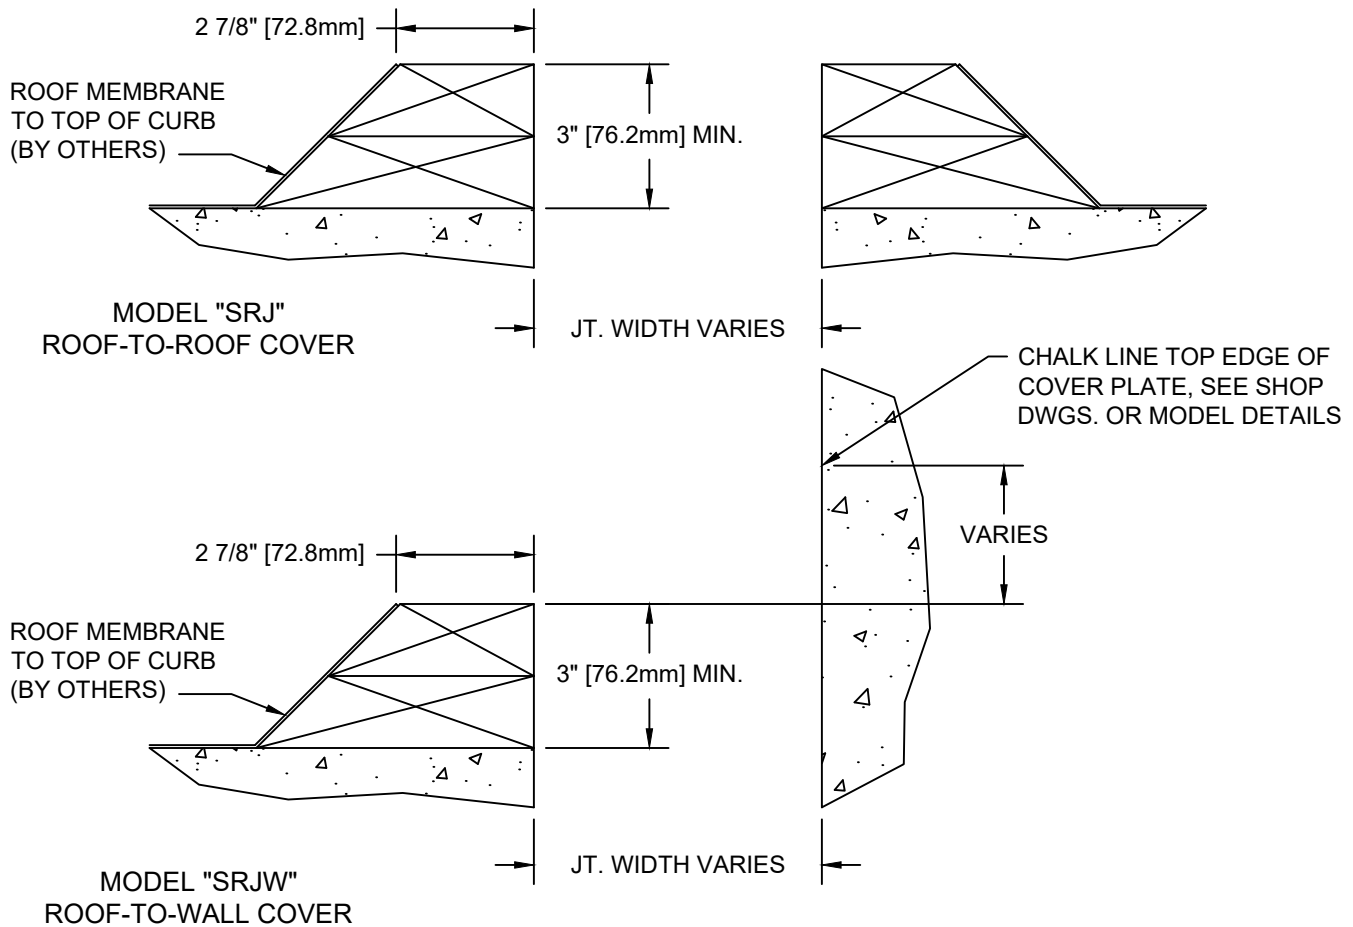 2 7/8" [72.8mm]
ROOF MEMBRANE
TO TOP OF CURB
(BY OTHERS)
3" [76.2mm] MIN.
MODEL "SRJ"
ROOF-TO-ROOF COVER
JT. WIDTH VARIES
CHALK LINE TOP EDGE OF
COVER PLATE, SEE SHOP
DWGS. OR MODEL DETAILS
VARIES
2 7/8" [72.8mm]
ROOF MEMBRANE
TO TOP OF CURB
(BY OTHERS)
3" [76.2mm] MIN.
JT. WIDTH VARIES
MODEL "SRJW"
ROOF-TO-WALL COVER